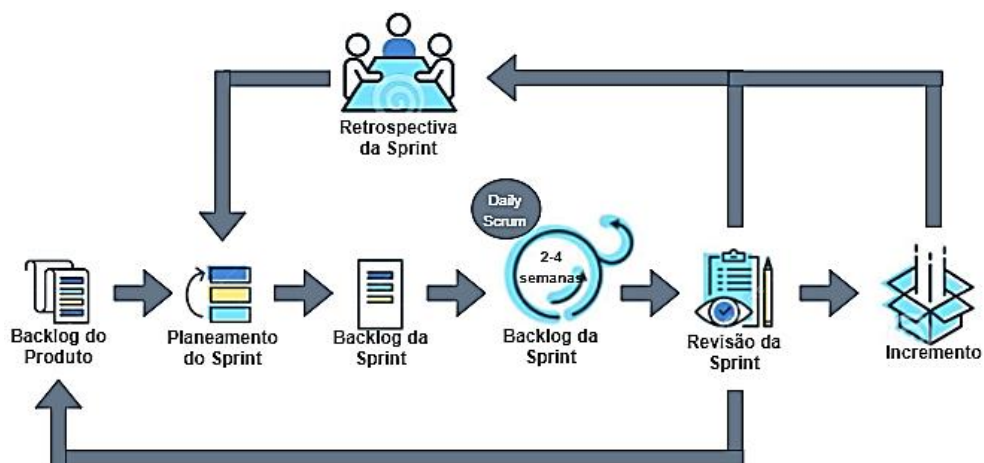 Retrospectiva
da Sprint
Daily
Scrum
2-4
semanas
Backlog do
Produto
Planeamento
do Sprint
Backlog da
Sprint
Backlog da
Sprint
Revisão da
Sprint
Incremento